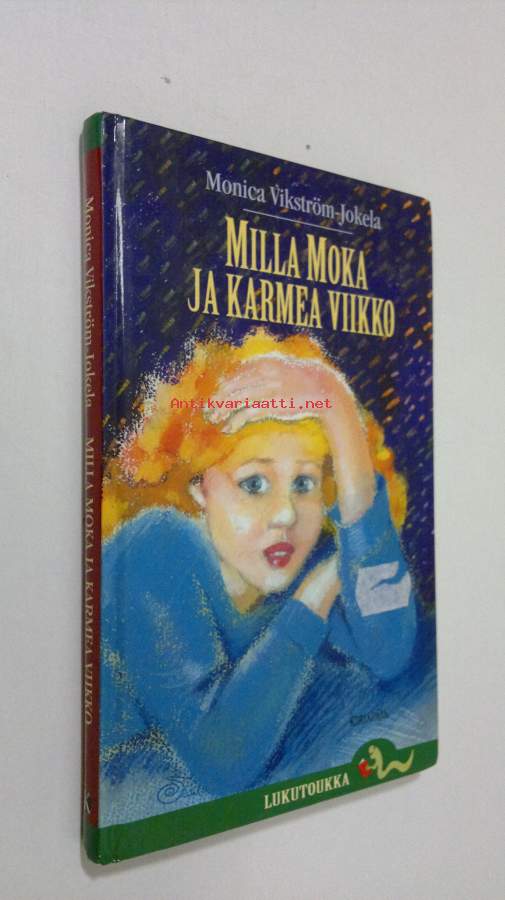 Monica Vikström-Jokela
MILLA MOKA
JA KARMEA VIIKKO
Antikvariaatti.net
LUKUTOUKKA
Monica Vikström-Jokela MILLA MOKA JA KARMEA VIIKKO K